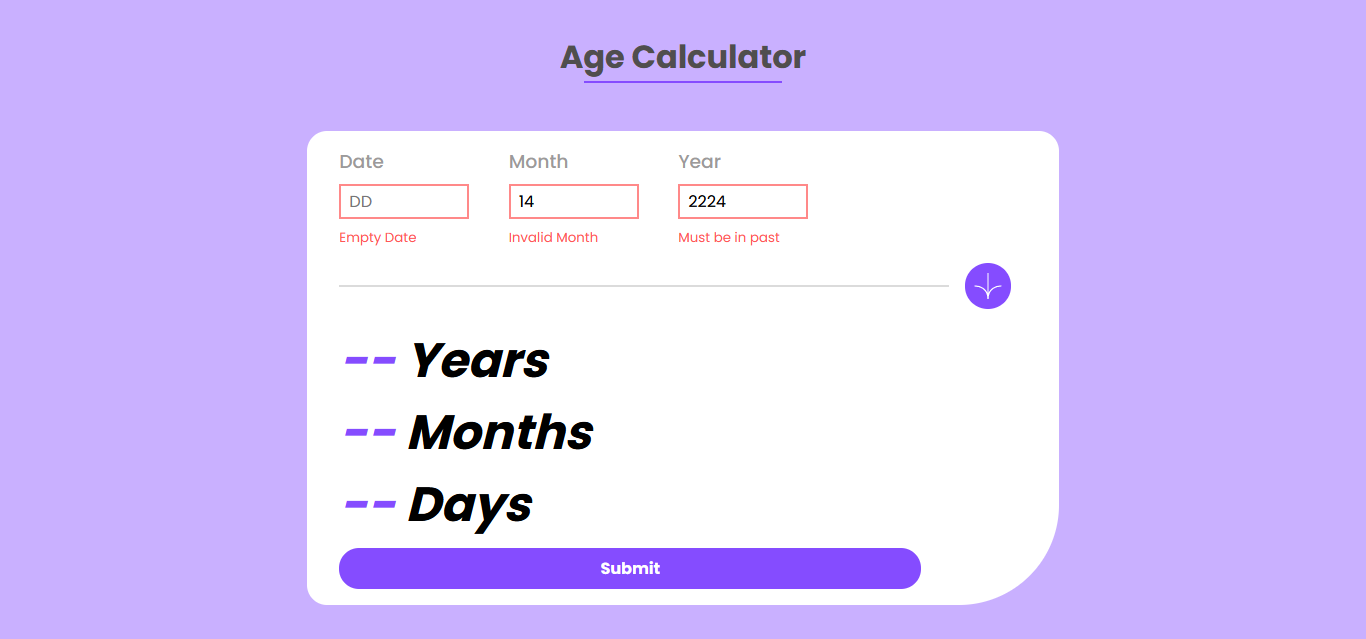 Age Calculator
Date Month Year
DD 14 2224
Empty Date Invalid Month Must be in past
-- Years
-- Months
-- Days
Submit